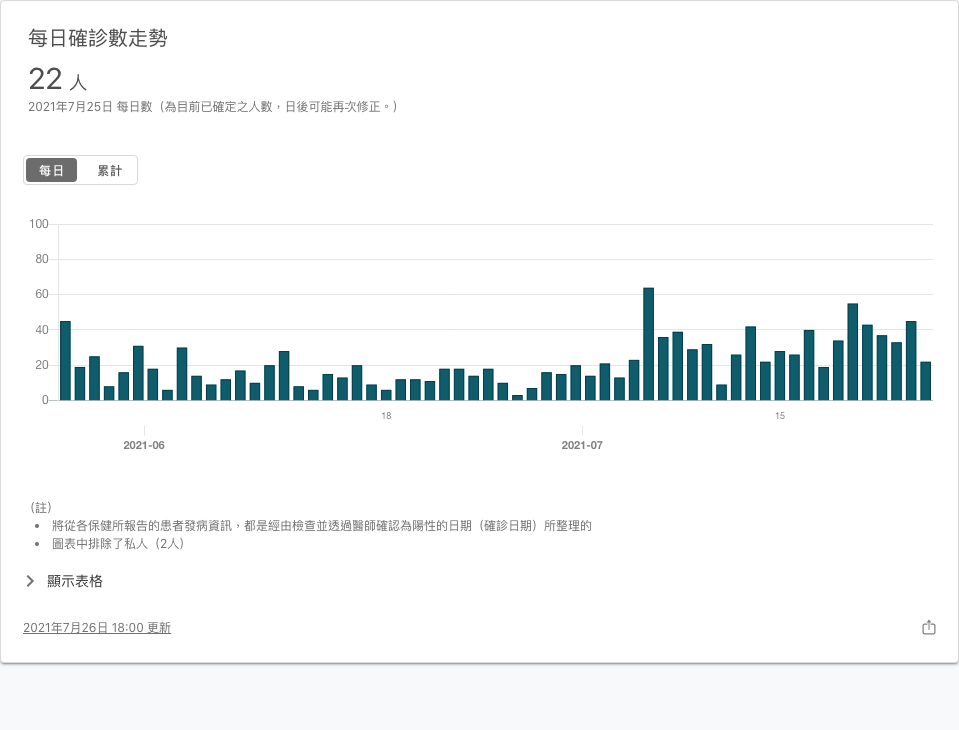 每日確診數走勢
22 人
2021年7月25日 每日數（為目前已確定之人數，日後可能再次修正。）
每日 累計
100
80
60
40
20
0
18 15
2021-06 2021-07
（註）
• 將從各保健所報告的患者發病資訊，都是經由檢查並透過醫師確認為陽性的日期（確診日期）所整理的
• 圖表中排除了私人（2人）
顯示表格
2021年7月26日 18:00 更新